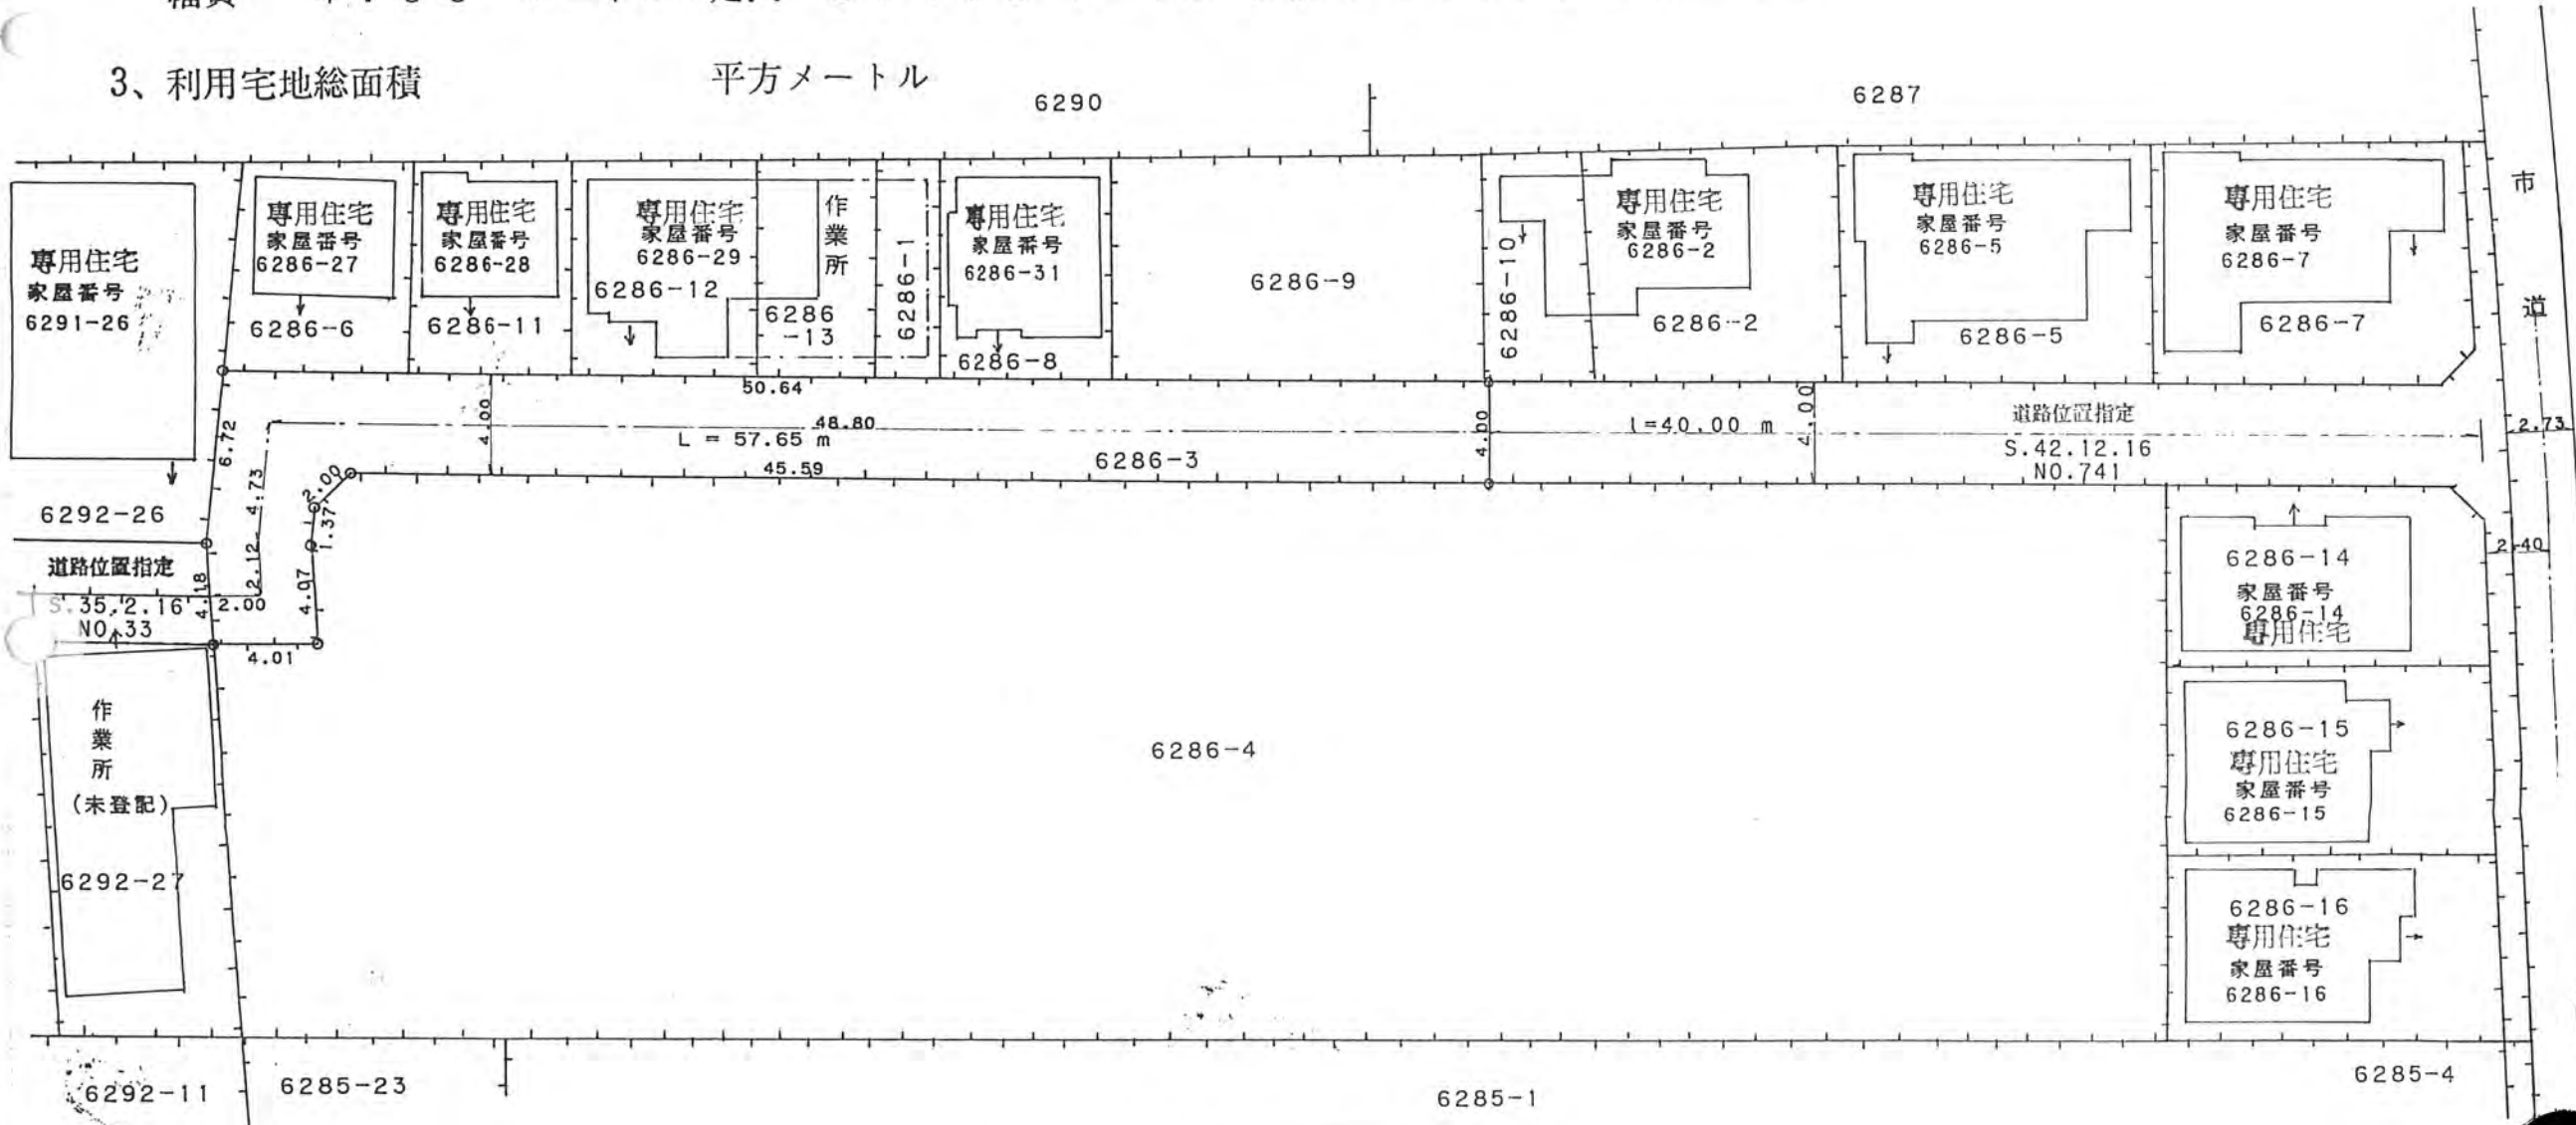 3、利用宅地総面積 平方メートル
6290
6287
市道
専用住宅
家屋番号
6291-26
専用住宅
家屋番号
6286-27
6286-6
専用住宅
家屋番号
6286-28
6286-11
専用住宅
家屋番号
6286-29
6286-12
作業所
6286
-13
6286-1
専用住宅
家屋番号
6286-31
6286-8
6286-9
6286-10
専用住宅
家屋番号
6286-2
6286-2
専用住宅
家屋番号
6286-5
6286-5
専用住宅
家屋番号
6286-7
6286-7
50.64
4.00
48.80
L = 57.65 m
45.59
6286-3
4.00
l=40.00 m
4.00
道路位置指定
S.42.12.16
NO.741
2.73
2.40
6.72
4.73
2.12
2.00
1.37
4.07
4.18
2.00
4.01
6292-26
道路位置指定
S.35.2.16
NO.33
作業所
(未登記)
6292-27
6286-4
6286-14
家屋番号
6286-14
専用住宅
6286-15
専用住宅
家屋番号
6286-15
6286-16
専用住宅
家屋番号
6286-16
6292-11
6285-23
6285-1
6285-4